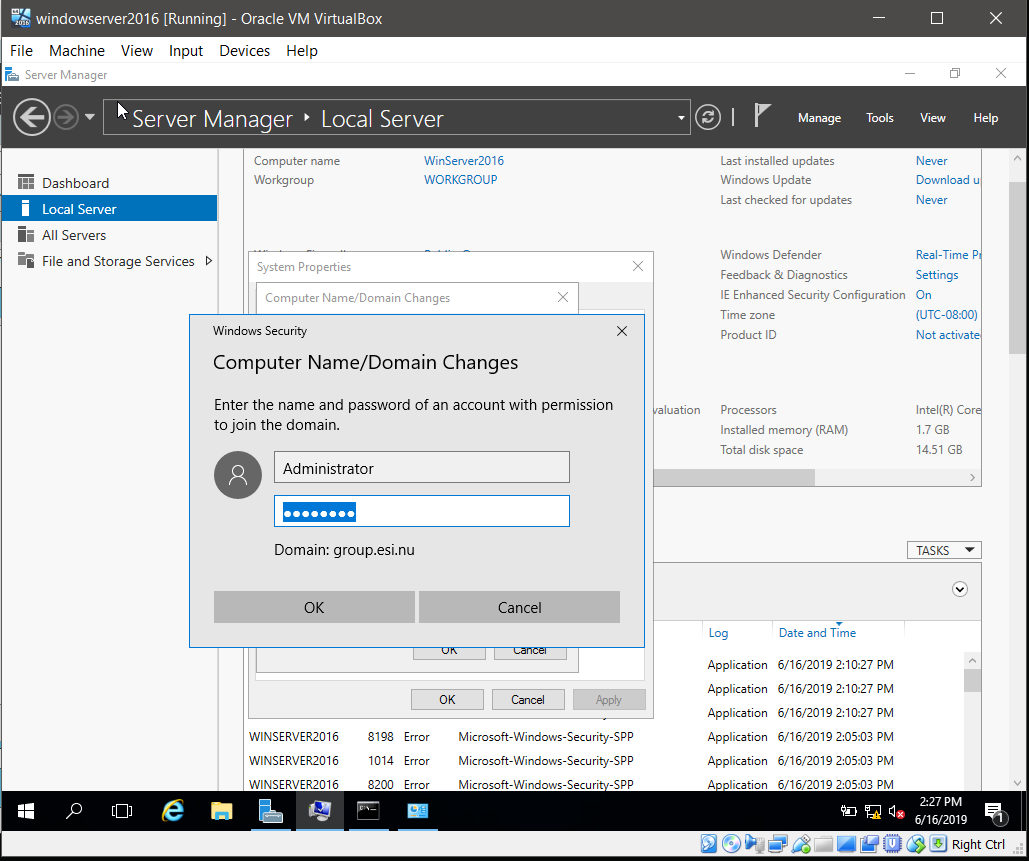 windowserver2016 [Running] - Oracle VM VirtualBox
File Machine View Input Devices Help
Server Manager
Server Manager Local Server
Manage Tools View Help
Dashboard
Local Server
All Servers
File and Storage Services
Computer name WinServer2016
Workgroup WORKGROUP
Last installed updates Never
Windows Update Download u
Last checked for updates Never
Windows Defender Real-Time Pr
Feedback & Diagnostics Settings
IE Enhanced Security Configuration On
Time zone (UTC-08:00)
Product ID Not activate
valuation
Processors Intel(R) Core
Installed memory (RAM) 1.7 GB
Total disk space 14.51 GB
System Properties
Computer Name/Domain Changes
Windows Security
Computer Name/Domain Changes
Enter the name and password of an account with permission
to join the domain.
Administrator
●●●●●●●●
Domain: group.esi.nu
OK Cancel
OK Cancel
OK Cancel Apply
TASKS
Log Date and Time
Application 6/16/2019 2:10:27 PM
Application 6/16/2019 2:10:27 PM
Application 6/16/2019 2:10:27 PM
WINSERVER2016 8198 Error Microsoft-Windows-Security-SPP Application 6/16/2019 2:05:03 PM
WINSERVER2016 1014 Error Microsoft-Windows-Security-SPP Application 6/16/2019 2:05:03 PM
WINSERVER2016 8200 Error Microsoft-Windows-Security-SPP Application 6/16/2019 2:05:03 PM
2:27 PM
6/16/2019
1
Right Ctrl